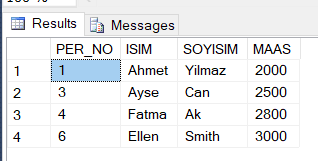 Results Messages
PER_NO ISIM SOYISIM MAAS
1 1 Ahmet Yilmaz 2000
2 3 Ayse Can 2500
3 4 Fatma Ak 2800
4 6 Ellen Smith 3000